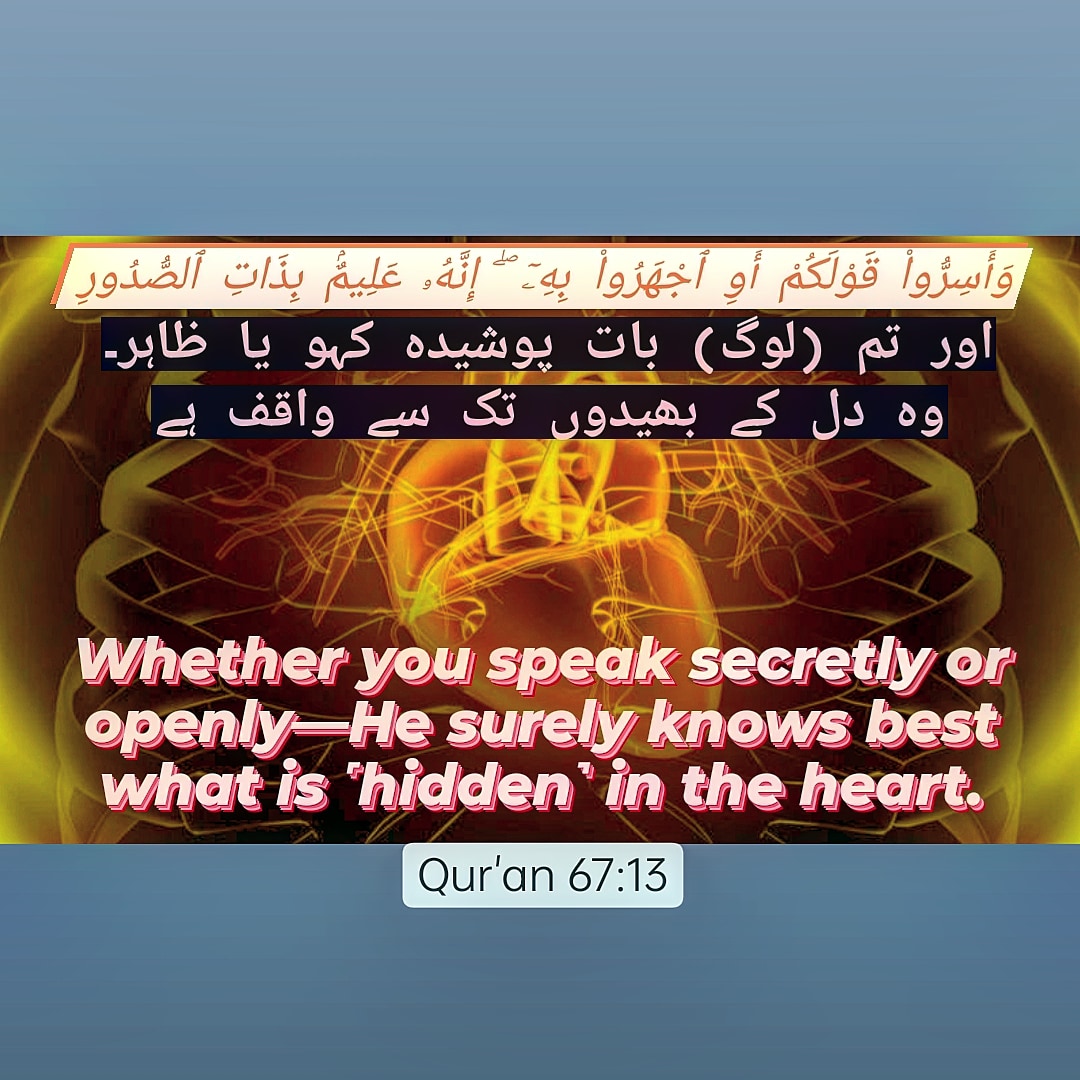 وَأَسِرُّوا۟ قَوْلَكُمْ أَوِ ٱجْهَرُوا۟ بِهِۦٓ ۖ إِنَّهُۥ عَلِيمٌۢ بِذَاتِ ٱلصُّدُورِ
اور تم (لوگ) بات پوشیدہ کہو یا ظاہر۔
وہ دل کے بھیدوں تک سے واقف ہے
Whether you speak secretly or
openly—He surely knows best
what is ˹hidden˺ in the heart.
Qur'an 67:13